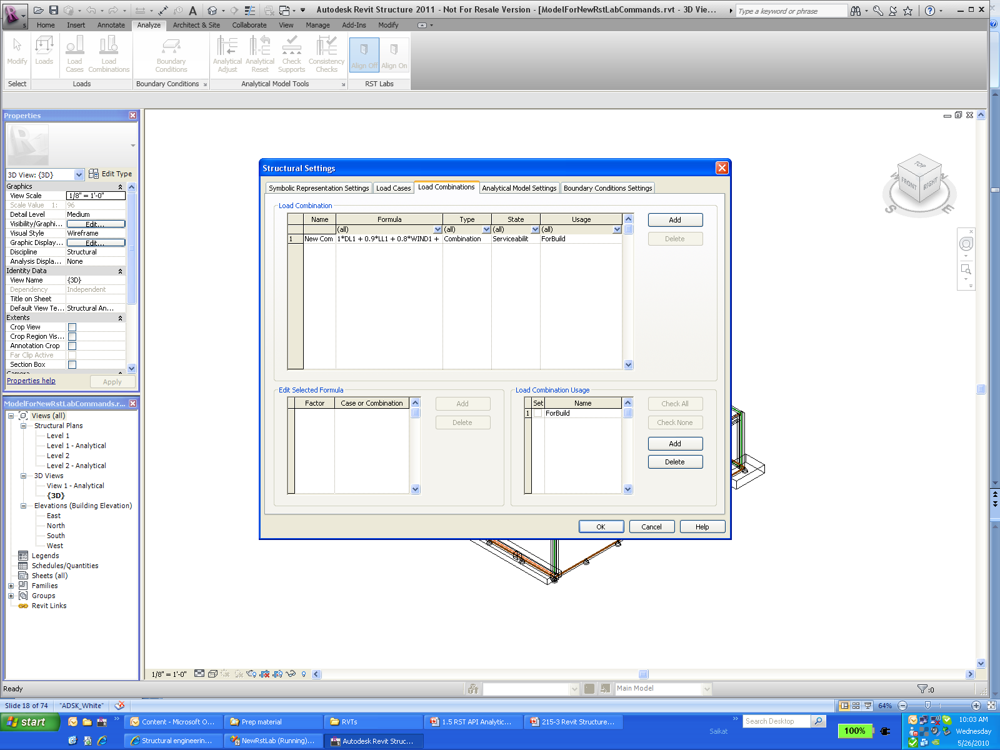 Autodesk Revit Structure 2011 - Not For Resale Version - [ModelForNewRstLabCommands.rvt - 3D Vie...
Type a keyword or phrase
Home Insert Annotate Analyze Architect & Site Collaborate View Manage Add-Ins Modify
Modify
Loads
Load Cases
Load Combinations
Boundary Conditions
Analytical Adjust
Analytical Reset
Check Supports
Consistency Checks
Align Off
Align On
Select
Loads
Boundary Conditions
Analytical Model Tools
RST Labs
Properties
3D View: {3D}
Edit Type
Graphics
View Scale 1/8" = 1'-0"
Scale Value 1: 96
Detail Level Medium
Visibility/Graphi... Edit...
Visual Style Wireframe
Graphic Display... Edit...
Discipline Structural
Analysis Displa... None
Identity Data
View Name {3D}
Dependency Independent
Title on Sheet
Default View Te... Structural An...
Extents
Crop View
Crop Region Vis...
Annotation Crop
Far Clip Active
Section Box
Camera
Properties help
Apply
ModelForNewRstLabCommands.r...
Views (all)
Structural Plans
Level 1
Level 1 - Analytical
Level 2
Level 2 - Analytical
3D Views
View 1 - Analytical
{3D}
Elevations (Building Elevation)
East
North
South
West
Legends
Schedules/Quantities
Sheets (all)
Families
Groups
Revit Links
TOP
FRONT
RIGHT
W
S
E
Structural Settings
Symbolic Representation Settings
Load Cases
Load Combinations
Analytical Model Settings
Boundary Conditions Settings
Load Combination
Name Formula Type State Usage
(all) (all) (all) (all)
1 New Com 1*DL1 + 0.9*LL1 + 0.8*WIND1 + Combination Serviceabilit ForBuild
Add
Delete
Edit Selected Formula
Factor Case or Combination
Add
Delete
Load Combination Usage
Set Name
1 ForBuild
Check All
Check None
Add
Delete
OK
Cancel
Help
1/8" = 1'-0"
Ready
Main Model
:0
Slide 18 of 74
"ADSK_White"
64%
start
Content - Microsoft O...
Prep material
RVTs
1.5 RST API Analytic...
215-3 Revit Structure...
Structural engineerin...
NewRstLab (Running)...
Autodesk Revit Struc...
Saikat
Search Desktop
100%
10:03 AM
Wednesday
5/26/2010